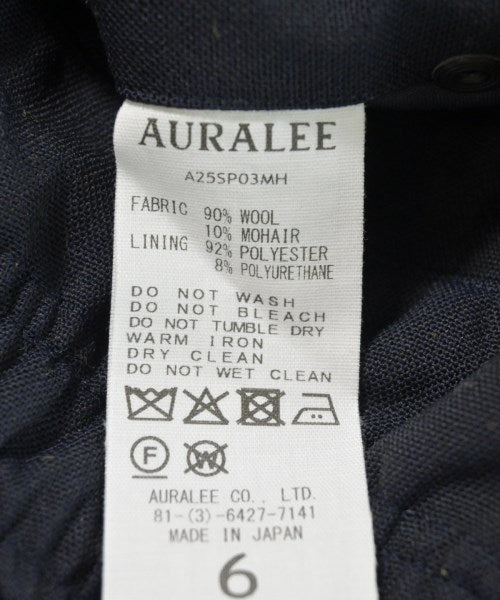 AURALEE
A25SP03MH
FABRIC 90% WOOL
10% MOHAIR
LINING 92% POLYESTER
8% POLYURETHANE
DO NOT WASH
DO NOT BLEACH
DO NOT TUMBLE DRY
WARM IRON
DRY CLEAN
DO NOT WET CLEAN
F W
AURALEE CO., LTD.
81-(3)-6427-7141
MADE IN JAPAN
6